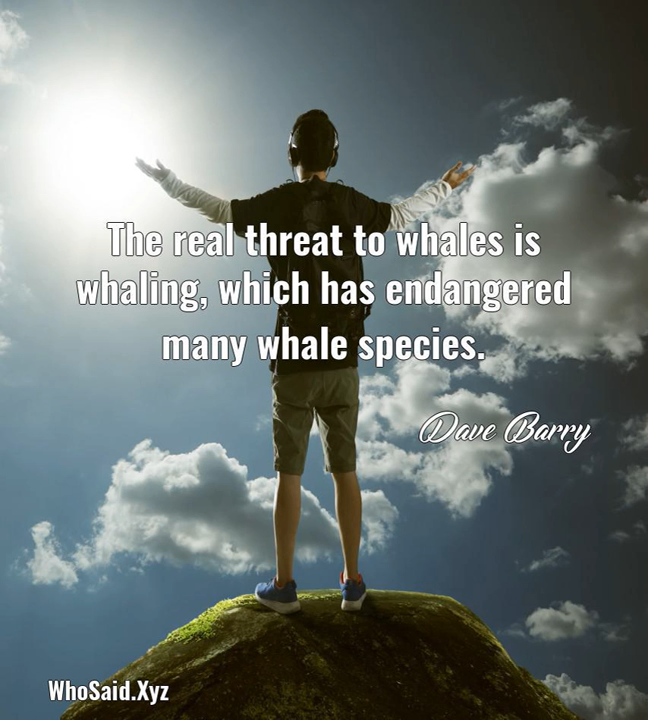 The real threat to whales is
whaling, which has endangered
many whale species.
Dave Barry
WhoSaid.Xyz